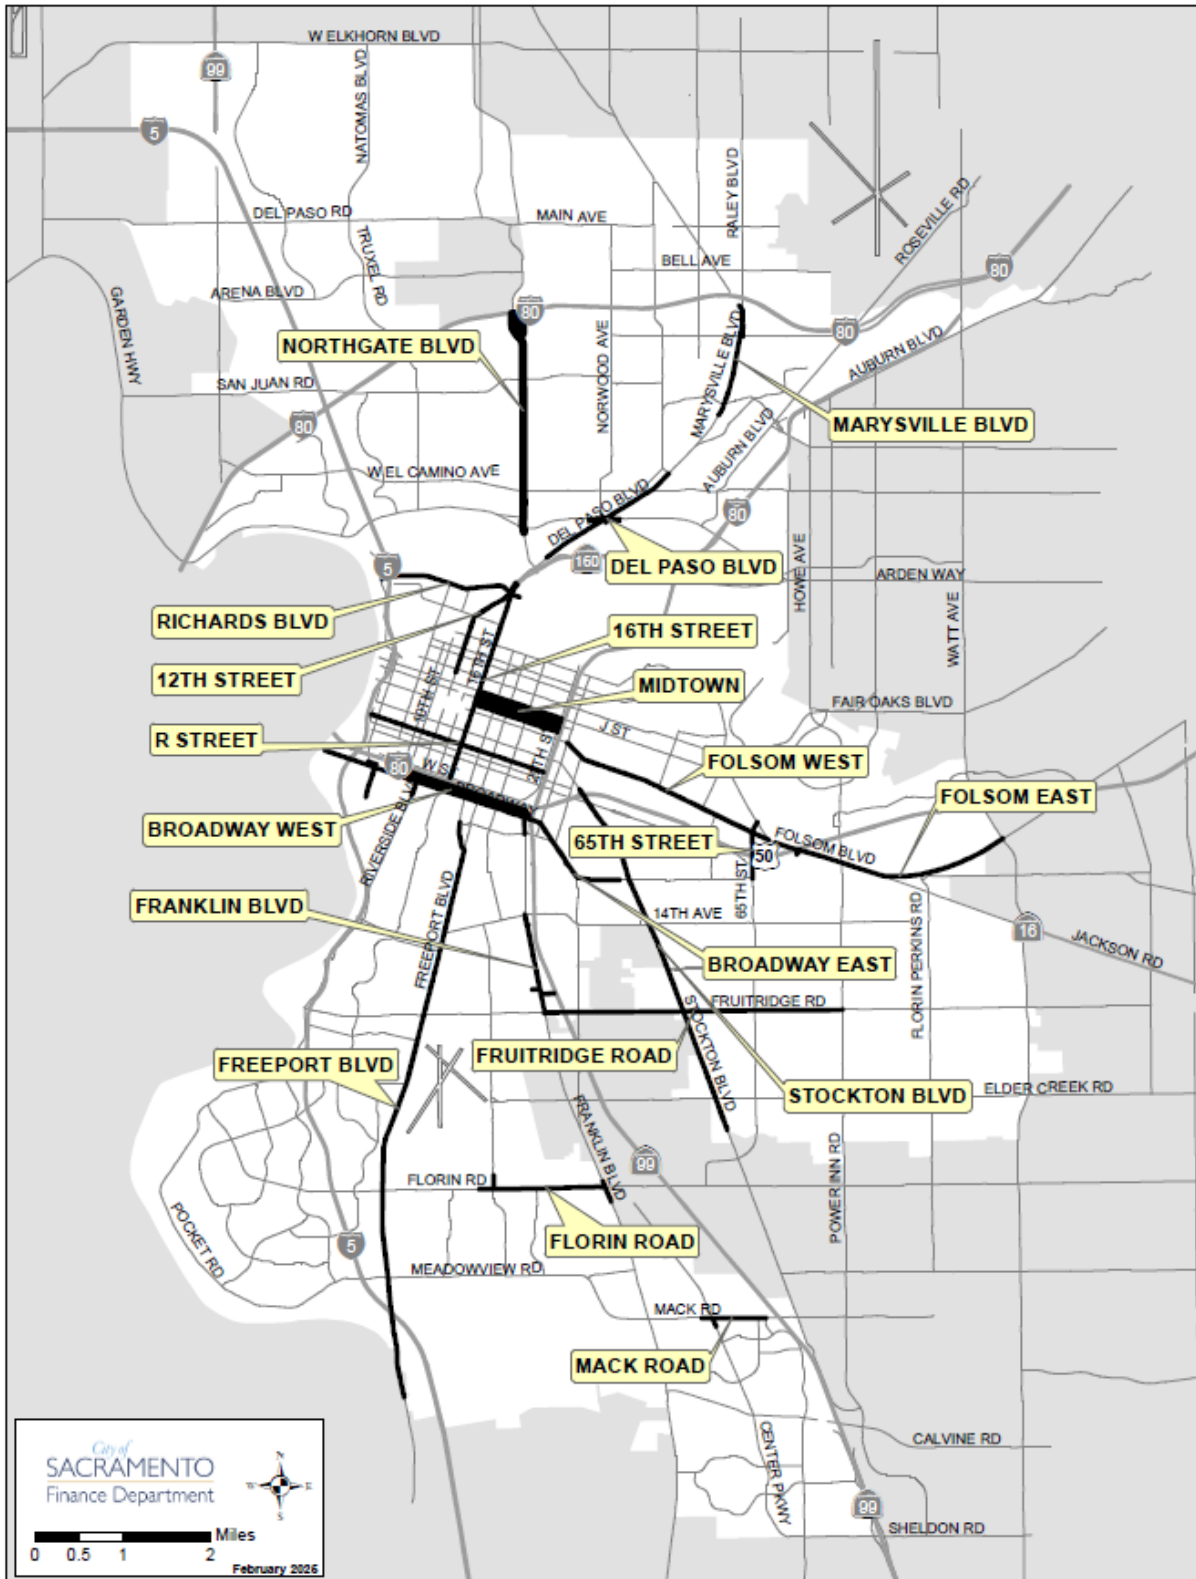 W ELKHORN BLVD
99
NATOMAS BLVD
5
RALEY BLVD
ROSEVILLE RD
DEL PASO RD
MAIN AVE
TRUXEL RD
BELL AVE
80
ARENA BLVD
GARDEN HWY
80
80
NORTHGATE BLVD
NORWOOD AVE
MARYSVILLE BLVD
AUBURN BLVD
SAN JUAN RD
MARYSVILLE BLVD
80
AUBURN BLVD
W EL CAMINO AVE
80
DEL PASO BLVD
HOWE AVE
5
160
DEL PASO BLVD
ARDEN WAY
RICHARDS BLVD
16TH STREET
WATT AVE
12TH STREET
16TH ST
MIDTOWN
10TH ST
FAIR OAKS BLVD
J ST
R STREET
FOLSOM WEST
80
W ST
BROADWAY
FOLSOM EAST
BROADWAY WEST
RIVERSIDE BLVD
65TH STREET
50
FOLSOM BLVD
65TH ST
FRANKLIN BLVD
14TH AVE
FREEPORT BLVD
FLORIN PERKINS RD
16
JACKSON RD
BROADWAY EAST
FRUITRIDGE RD
STOCKTON BLVD
FREEPORT BLVD
FRUITRIDGE ROAD
STOCKTON BLVD
ELDER CREEK RD
FRANKLIN BLVD
99
POWER INN RD
FLORIN RD
POCKET RD
5
FLORIN ROAD
MEADOWVIEW RD
MACK RD
MACK ROAD
CENTER PKWY
CALVINE RD
99
SHELDON RD
City of
SACRAMENTO
Finance Department
N
W E
S
Miles
0 0.5 1 2
February 2026